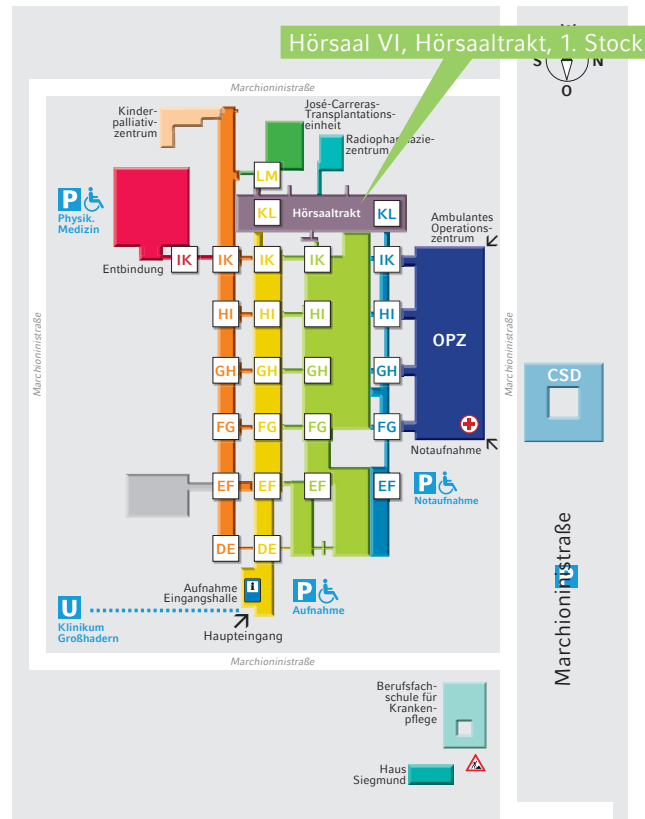 Hörsaal VI, Hörsaaltrakt, 1. Stock
S
N
O
Marchioninistraße
Kinder-
palliativ-
zentrum
José-Carreras-
Transplantations-
einheit
Radiopharmazie-
zentrum
LM
P
Physik.
Medizin
KL
Hörsaaltrakt
KL
Ambulantes
Operations-
zentrum
Entbindung
IK
IK
IK
IK
IK
HI
HI
HI
HI
OPZ
Marchioninistraße
Marchioninistraße
GH
GH
GH
GH
CSD
FG
FG
FG
FG
Notaufnahme
EF
EF
EF
EF
P
Notaufnahme
DE
DE
Marchioninistraße
P
Aufnahme
Eingangshalle
i
P
Aufnahme
U
Klinikum
Großhadern
Haupteingang
Marchioninistraße
Berufsfach-
schule für
Kranken-
pflege
Haus
Siegmund